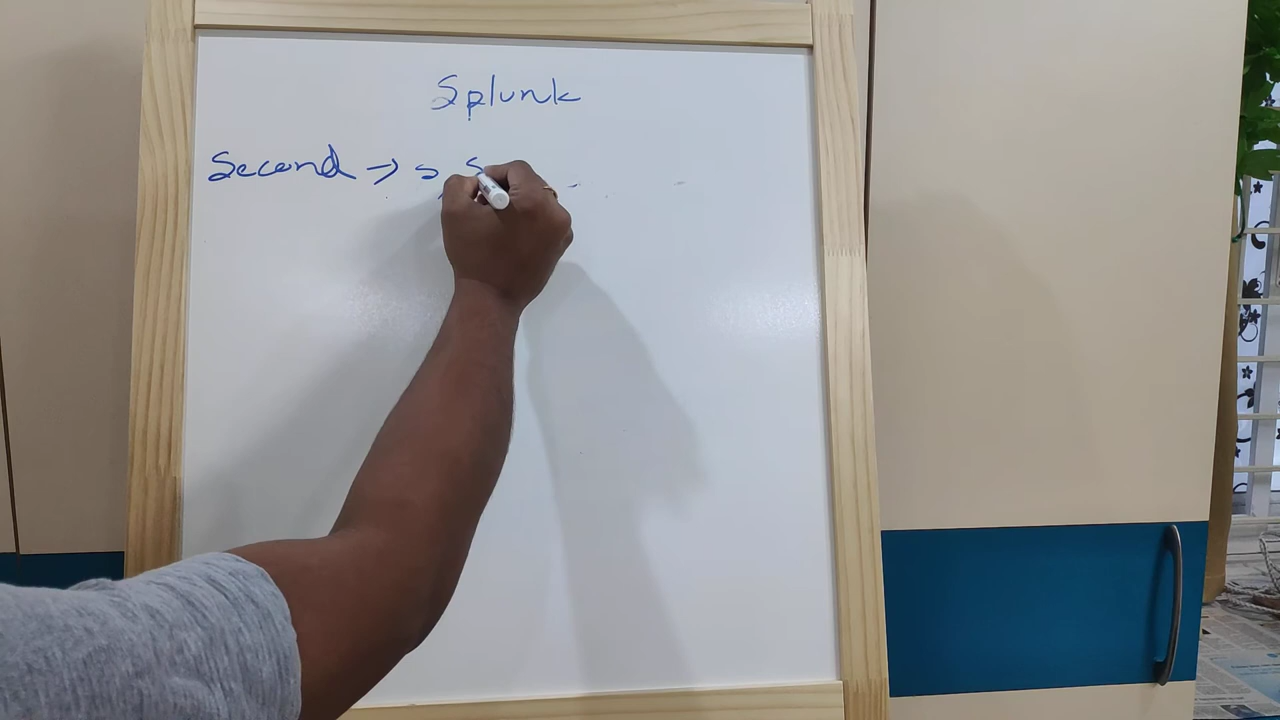 Splunk
Second → s, s